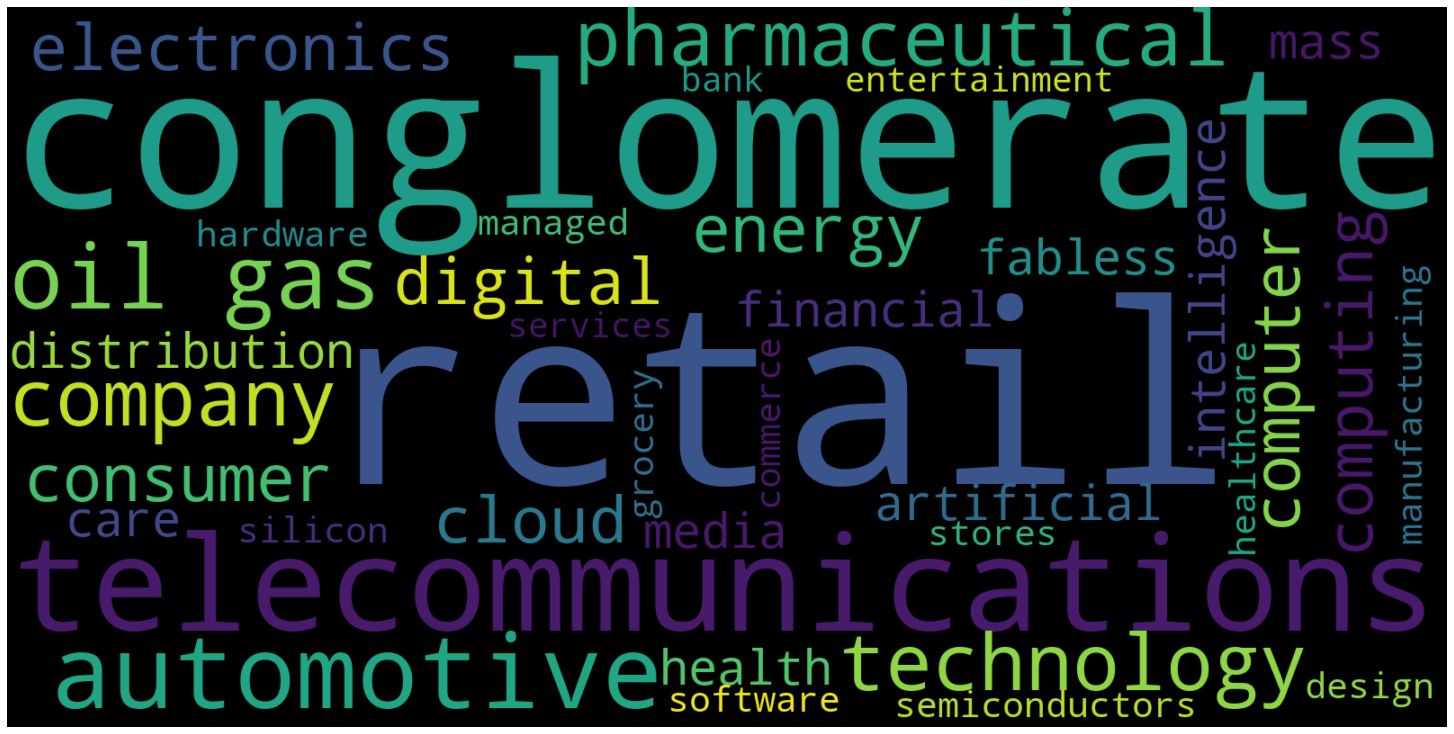 electronics
pharmaceutical
mass
bank
entertainment
conglomerate
hardware
managed
energy
intelligence
oil gas
digital
fabless
computer
computing
financial
services
manufacturing
distribution
retail
company
grocery
commerce
healthcare
consumer
care
silicon
cloud
media
artificial
stores
telecommunications
automotive
health
technology
software
semiconductors
design